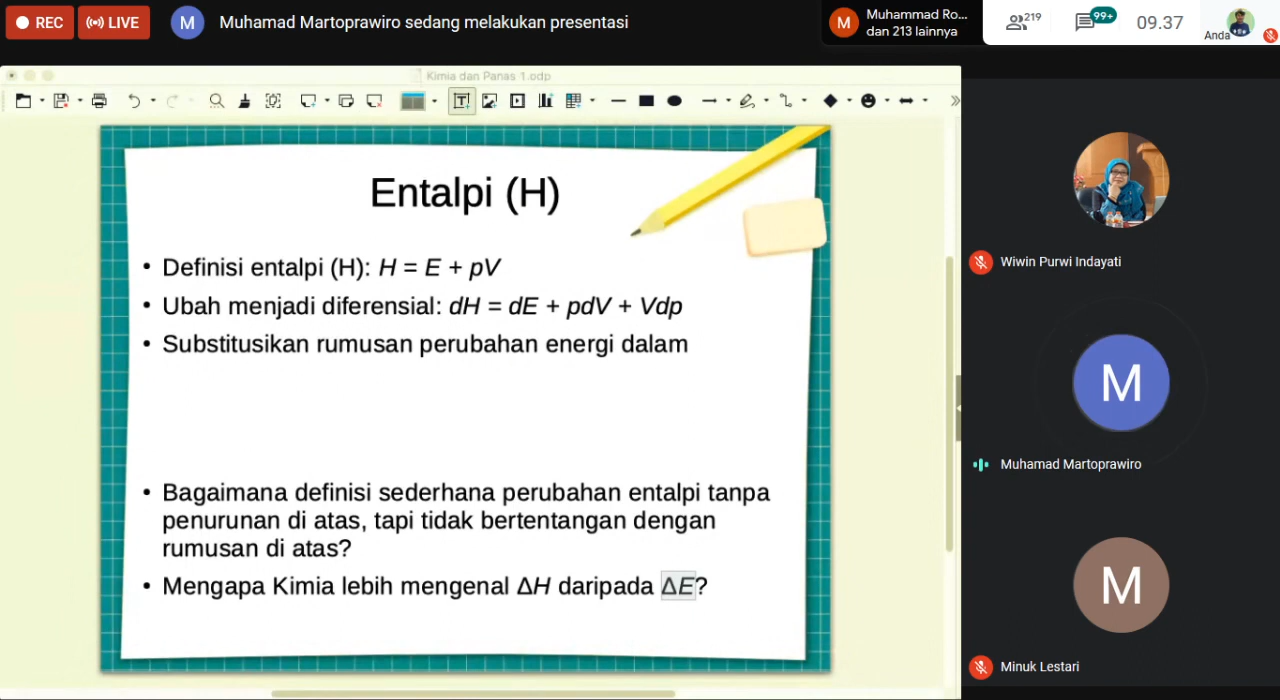 REC
LIVE
M
Muhamad Martoprawiro sedang melakukan presentasi
M
Muhammad Ro...
dan 213 lainnya
219
99+
09.37
Anda
Kimia dan Panas 1.odp
Entalpi (H)
• Definisi entalpi (H): H = E + pV
• Ubah menjadi diferensial: dH = dE + pdV + Vdp
• Substitusikan rumusan perubahan energi dalam
• Bagaimana definisi sederhana perubahan entalpi tanpa
penurunan di atas, tapi tidak bertentangan dengan
rumusan di atas?
• Mengapa Kimia lebih mengenal ΔH daripada ΔE?
Wiwin Purwi Indayati
M
Muhamad Martoprawiro
M
Minuk Lestari